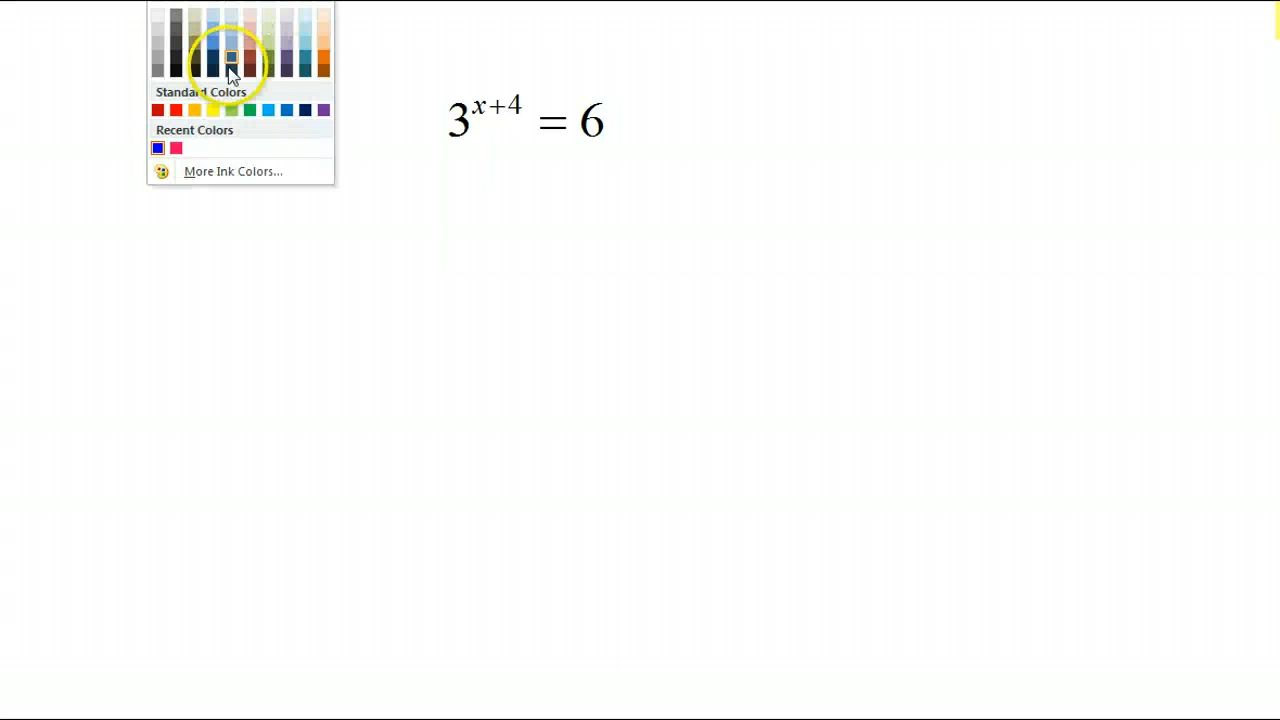 Standard Colors
Recent Colors
More Ink Colors...
3^{x+4} = 6